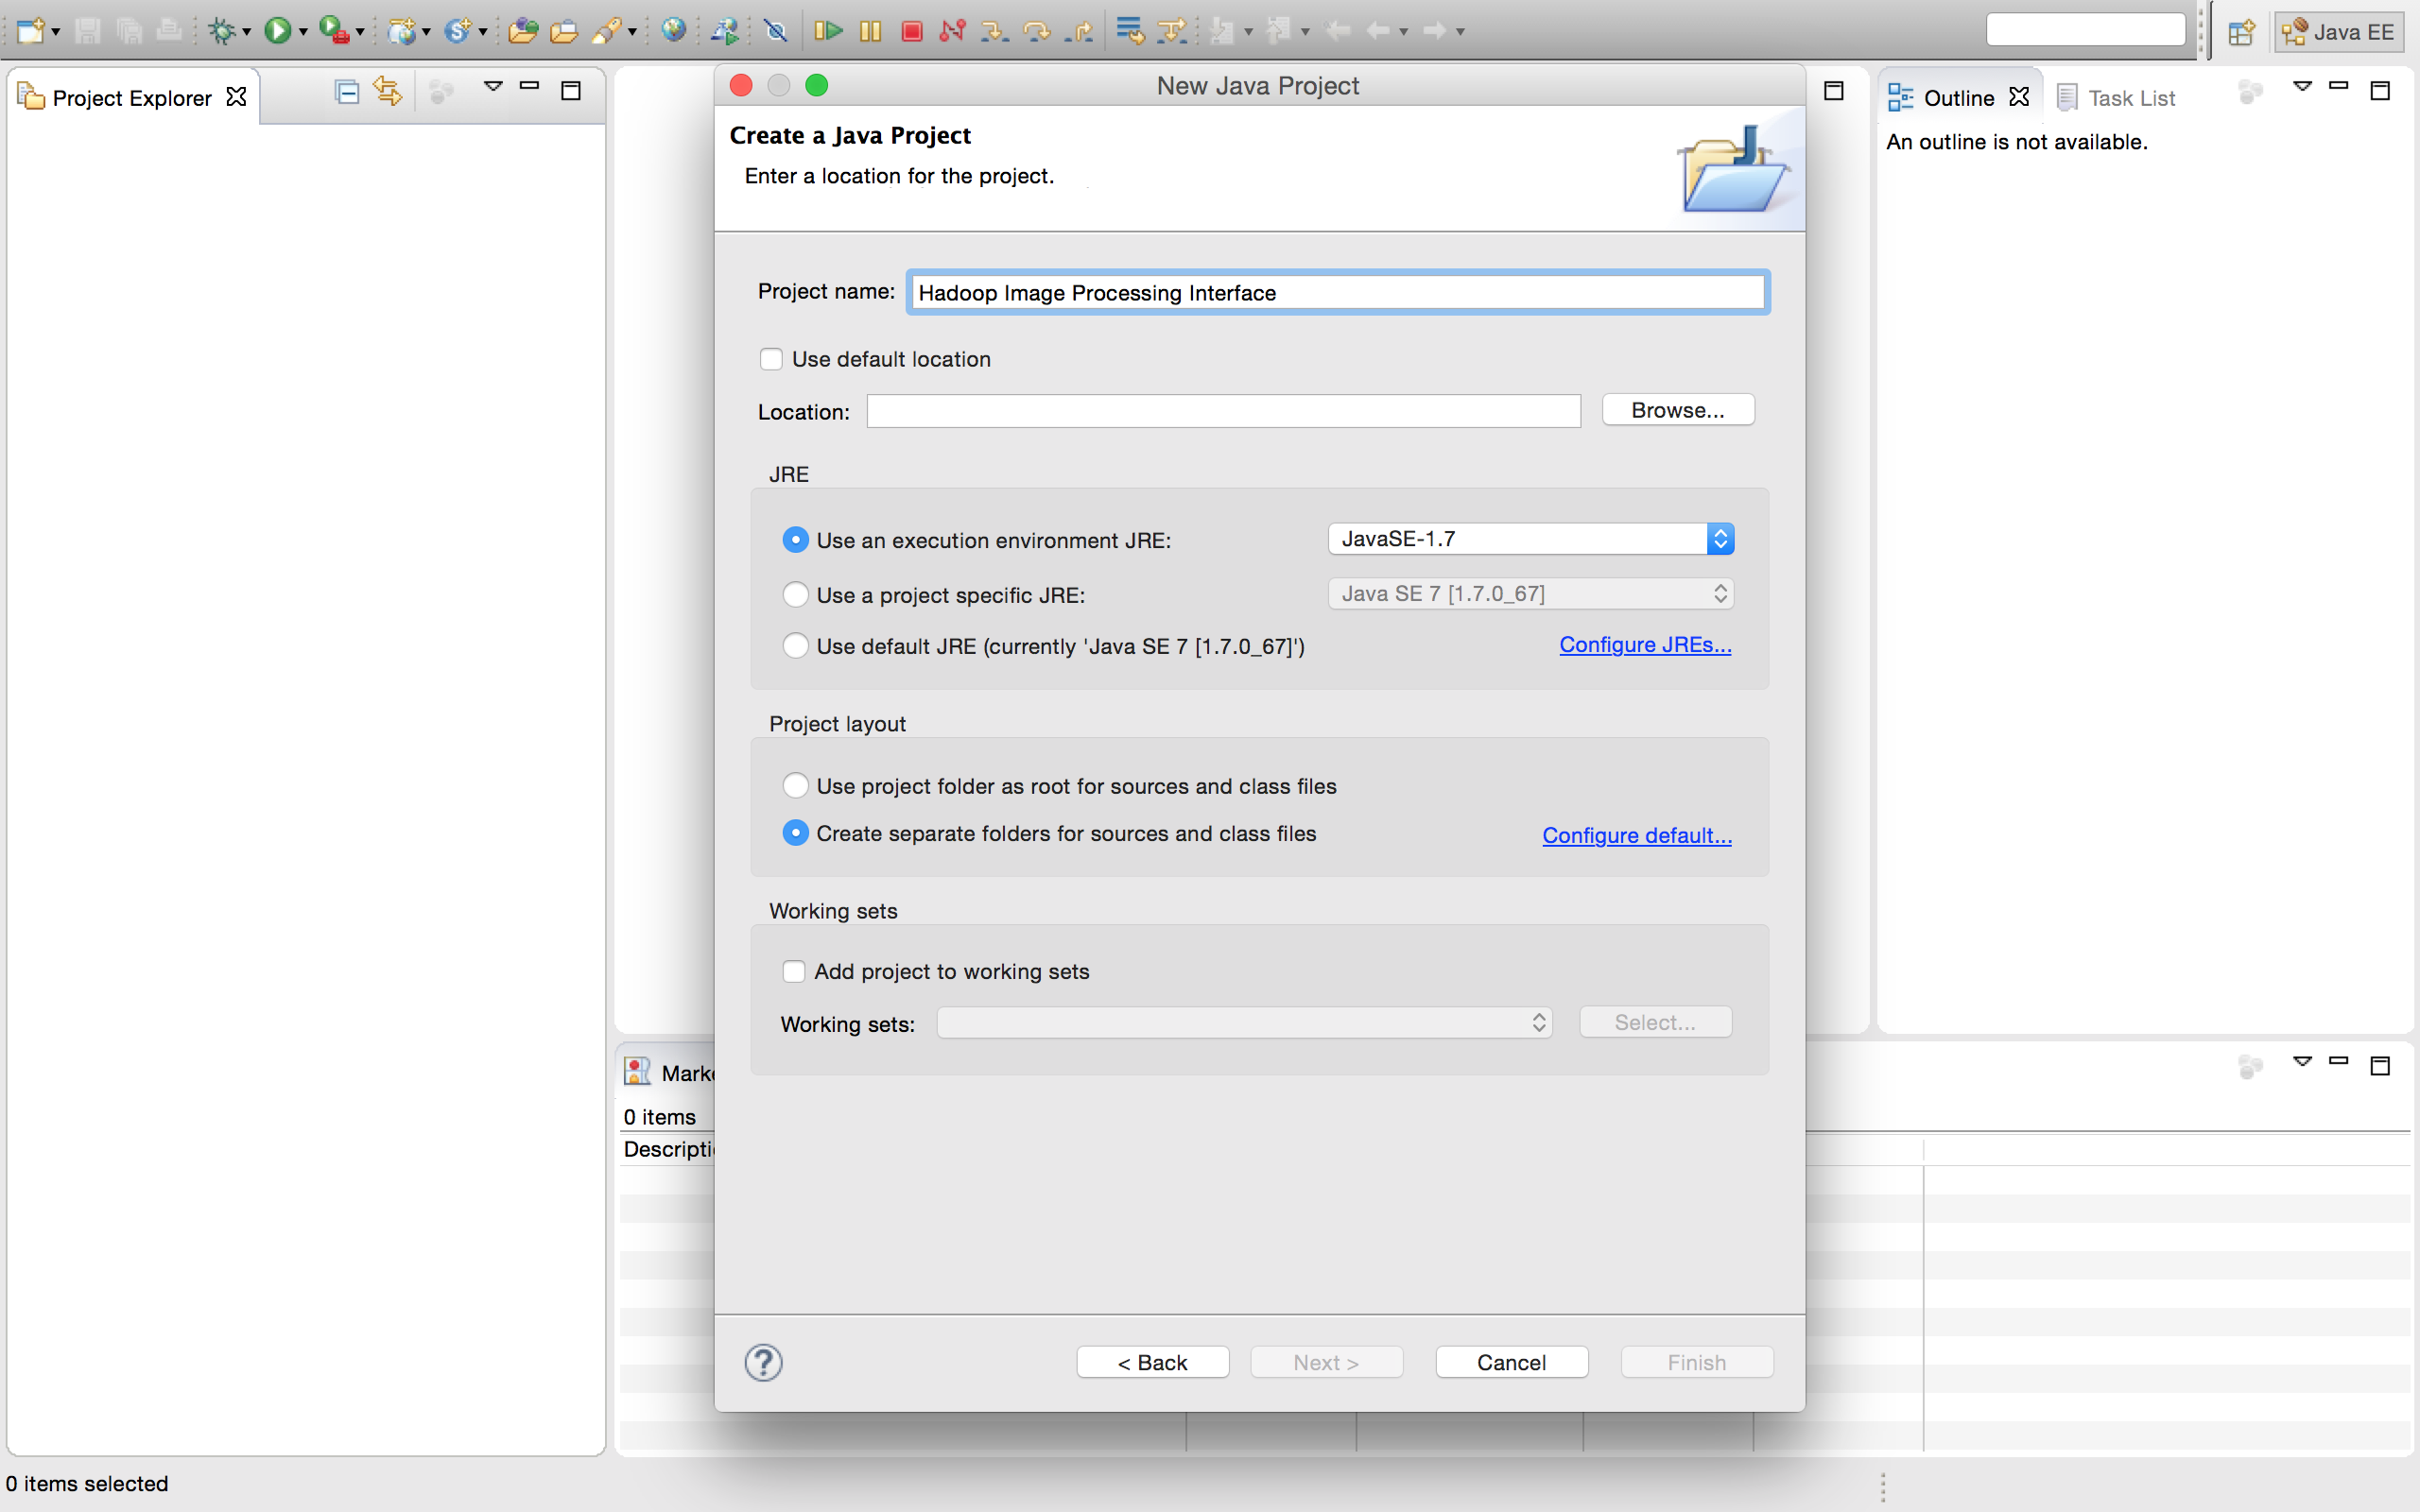 Java EE
Project Explorer
New Java Project
Outline
Task List
An outline is not available.
Create a Java Project
Enter a location for the project.
Project name: Hadoop Image Processing Interface
Use default location
Location:
Browse...
JRE
Use an execution environment JRE:
JavaSE-1.7
Use a project specific JRE:
Java SE 7 [1.7.0_67]
Use default JRE (currently 'Java SE 7 [1.7.0_67]')
Configure JREs...
Project layout
Use project folder as root for sources and class files
Create separate folders for sources and class files
Configure default...
Working sets
Add project to working sets
Working sets:
Select...
Marke
0 items
Descripti
< Back
Next >
Cancel
Finish
0 items selected